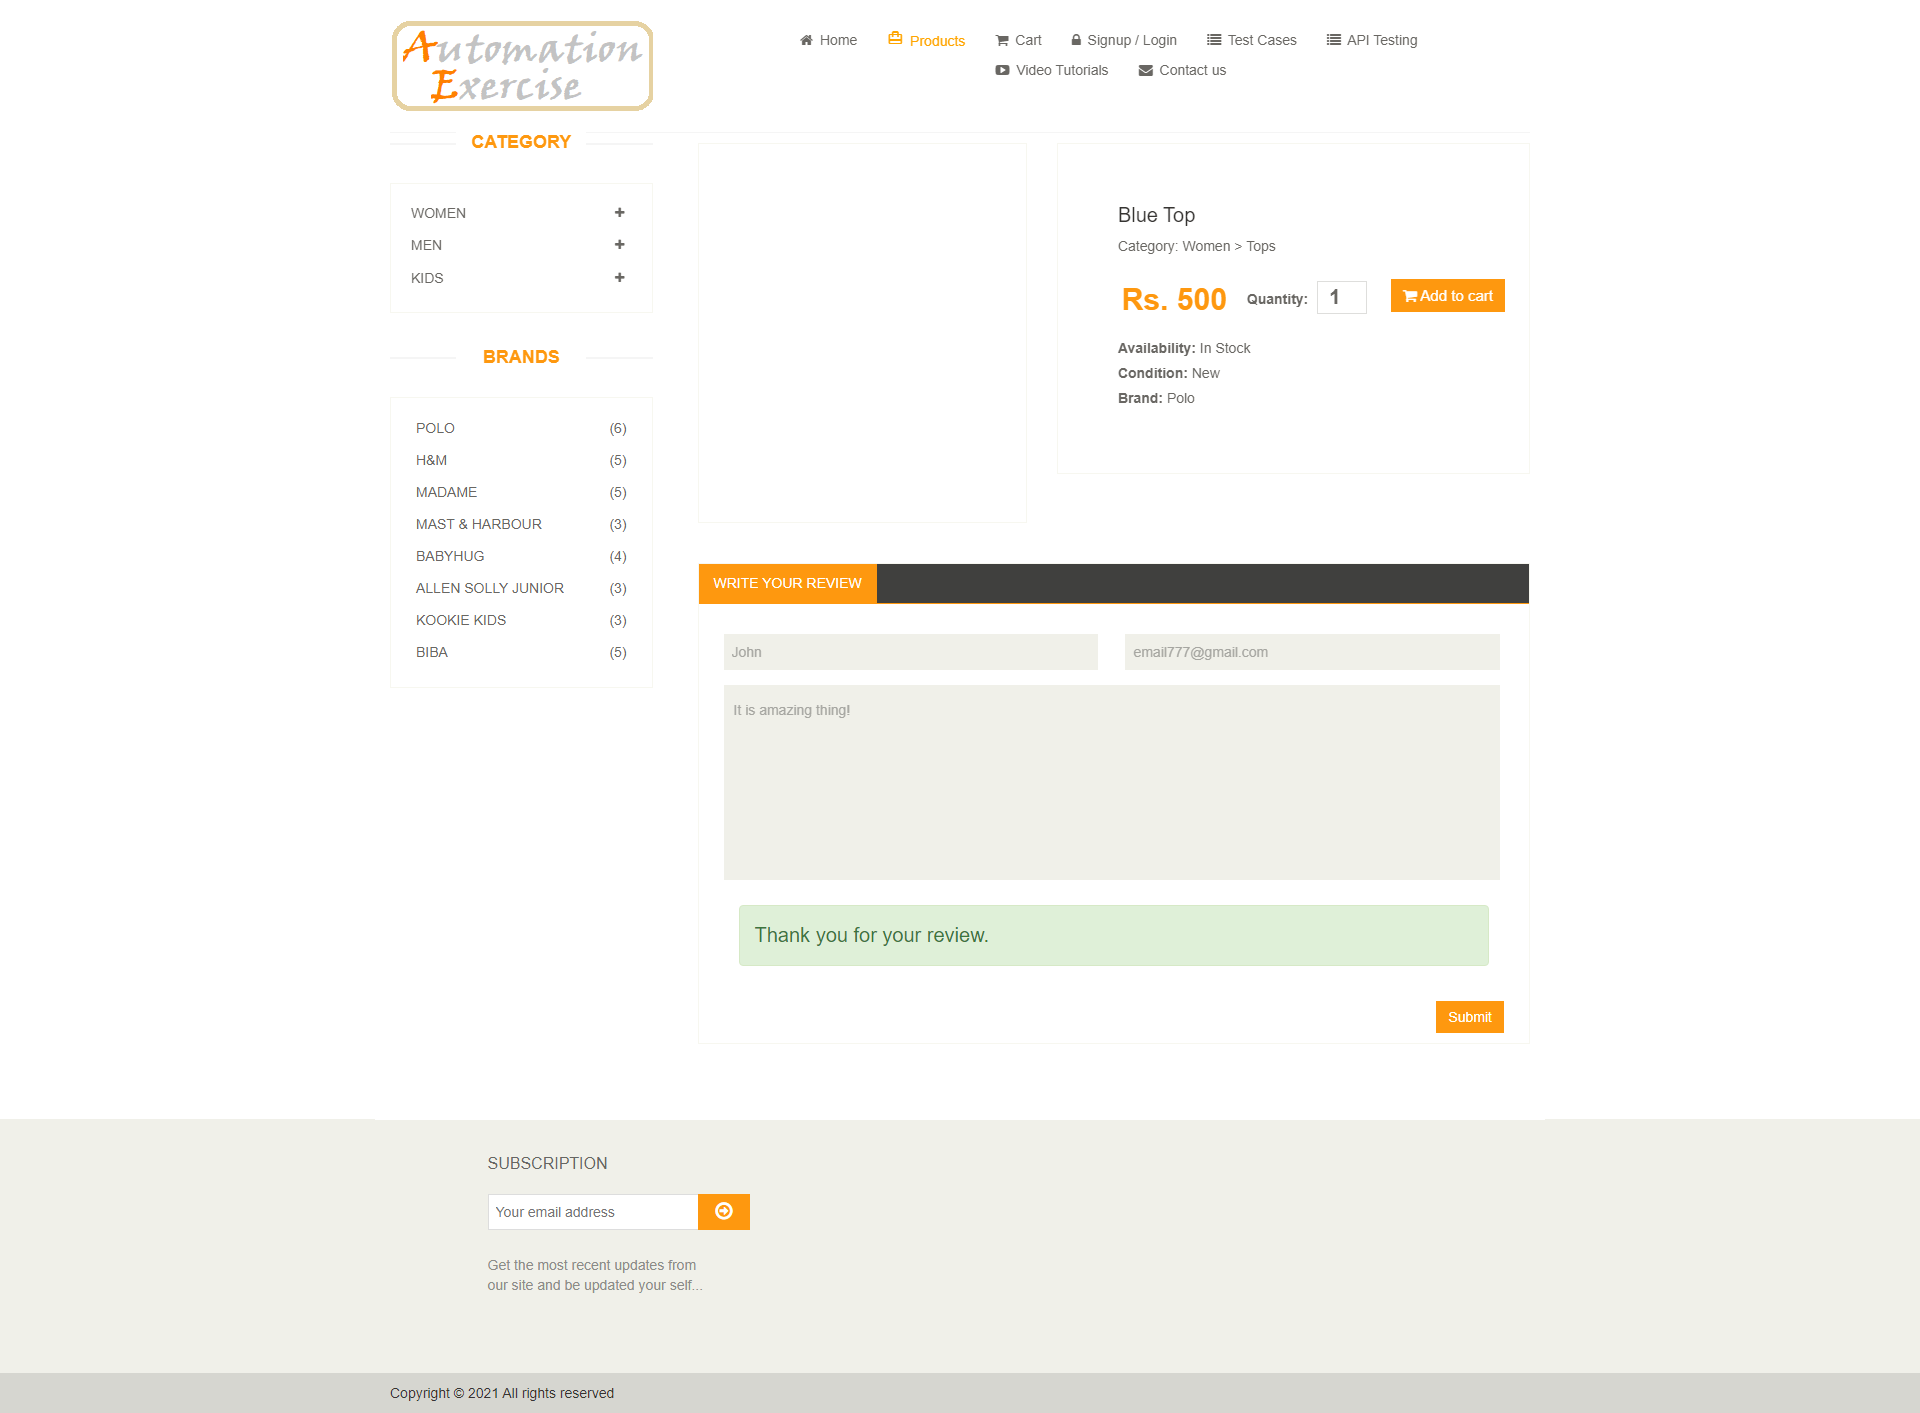 Automation
Exercise
Home
Products
Cart
Signup / Login
Test Cases
API Testing
Video Tutorials
Contact us
CATEGORY
WOMEN
MEN
KIDS
BRANDS
POLO (6)
H&M (5)
MADAME (5)
MAST & HARBOUR (3)
BABYHUG (4)
ALLEN SOLLY JUNIOR (3)
KOOKIE KIDS (3)
BIBA (5)
Blue Top
Category: Women > Tops
Rs. 500 Quantity: 1 Add to cart
Availability: In Stock
Condition: New
Brand: Polo
WRITE YOUR REVIEW
John
email777@gmail.com
It is amazing thing!
Thank you for your review.
Submit
SUBSCRIPTION
Your email address
Get the most recent updates from
our site and be updated your self...
Copyright © 2021 All rights reserved